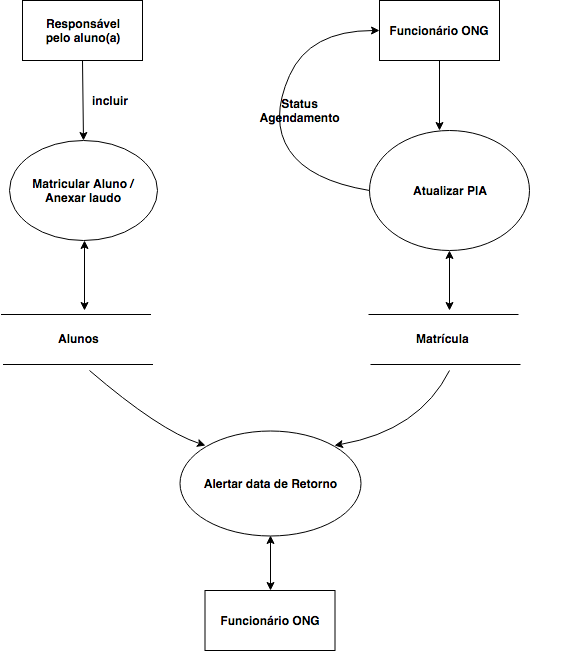 Responsável
pelo aluno(a)
Funcionário ONG
incluir
Status
Agendamento
Matricular Aluno /
Anexar laudo
Atualizar PIA
Alunos
Matrícula
Alertar data de Retorno
Funcionário ONG